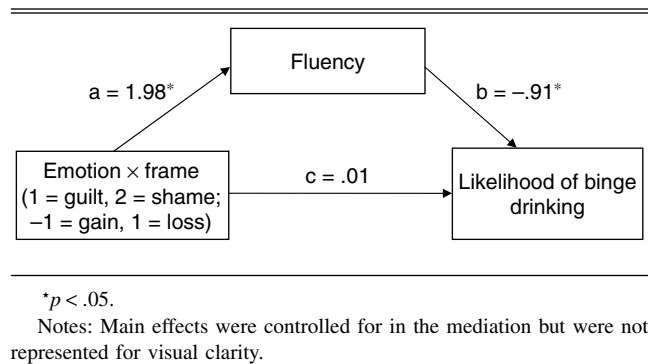 Fluency
a = 1.98*
b = –.91*
Emotion × frame
(1 = guilt, 2 = shame;
–1 = gain, 1 = loss)
c = .01
Likelihood of binge
drinking
*p < .05.
Notes: Main effects were controlled for in the mediation but were not
represented for visual clarity.